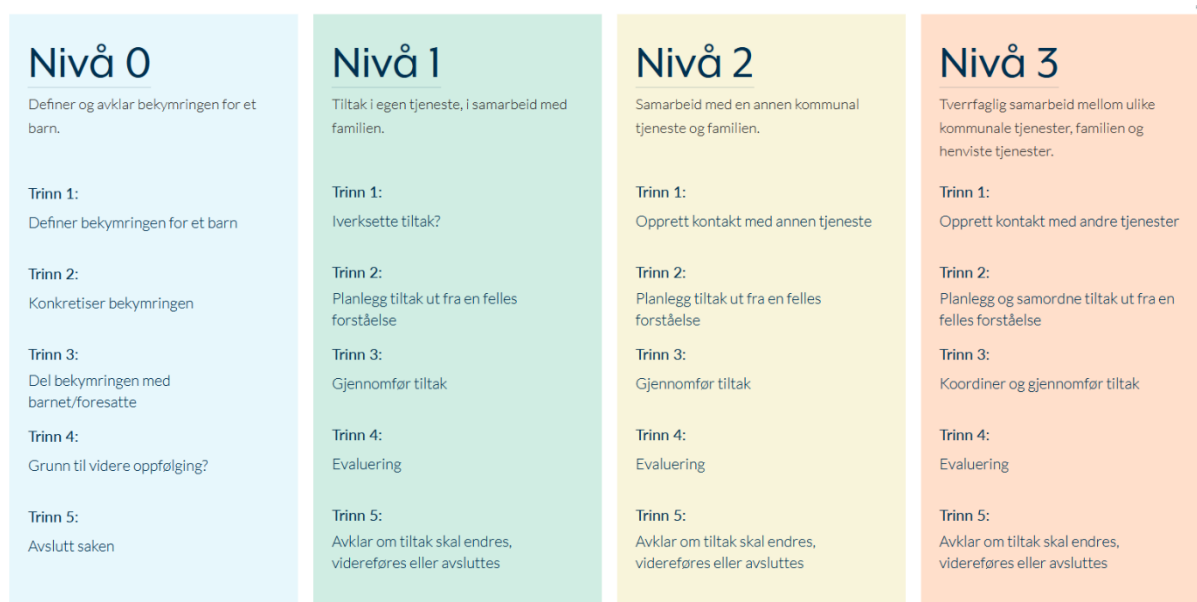 Nivå 0
Definer og avklar bekymringen for et
barn.
Trinn 1:
Definer bekymringen for et barn
Trinn 2:
Konkretiser bekymringen
Trinn 3:
Del bekymringen med
barnet/foresatte
Trinn 4:
Grunn til videre oppfølging?
Trinn 5:
Avslutt saken
Nivå 1
Tiltak i egen tjeneste, i samarbeid med
familien.
Trinn 1:
Iverksette tiltak?
Trinn 2:
Planlegg tiltak ut fra en felles
forståelse
Trinn 3:
Gjennomfør tiltak
Trinn 4:
Evaluering
Trinn 5:
Avklar om tiltak skal endres,
videreføres eller avsluttes
Nivå 2
Samarbeid med en annen kommunal
tjeneste og familien.
Trinn 1:
Opprett kontakt med annen tjeneste
Trinn 2:
Planlegg tiltak ut fra en felles
forståelse
Trinn 3:
Gjennomfør tiltak
Trinn 4:
Evaluering
Trinn 5:
Avklar om tiltak skal endres,
videreføres eller avsluttes
Nivå 3
Tverrfaglig samarbeid mellom ulike
kommunale tjenester, familien og
henviste tjenester.
Trinn 1:
Opprett kontakt med andre tjenester
Trinn 2:
Planlegg og samordne tiltak ut fra en
felles forståelse
Trinn 3:
Koordiner og gjennomfør tiltak
Trinn 4:
Evaluering
Trinn 5:
Avklar om tiltak skal endres,
videreføres eller avsluttes